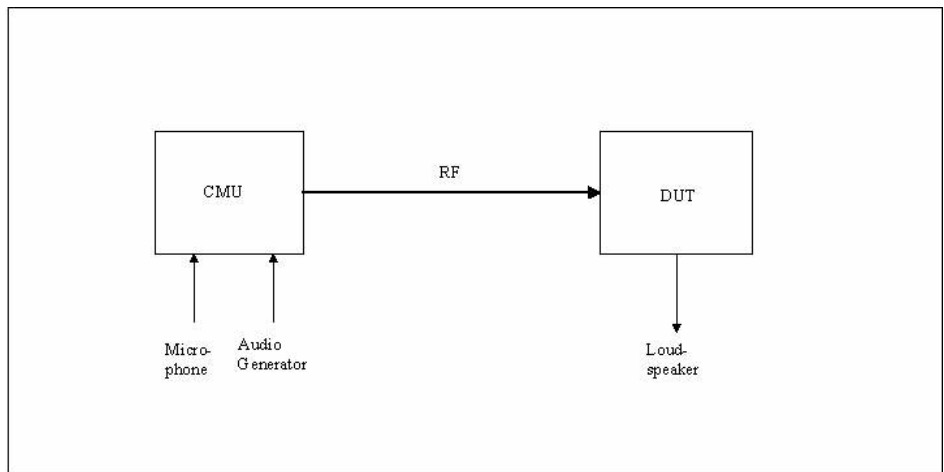 RF
CMU
DUT
Micro-
phone
Audio
Generator
Loud-
speaker